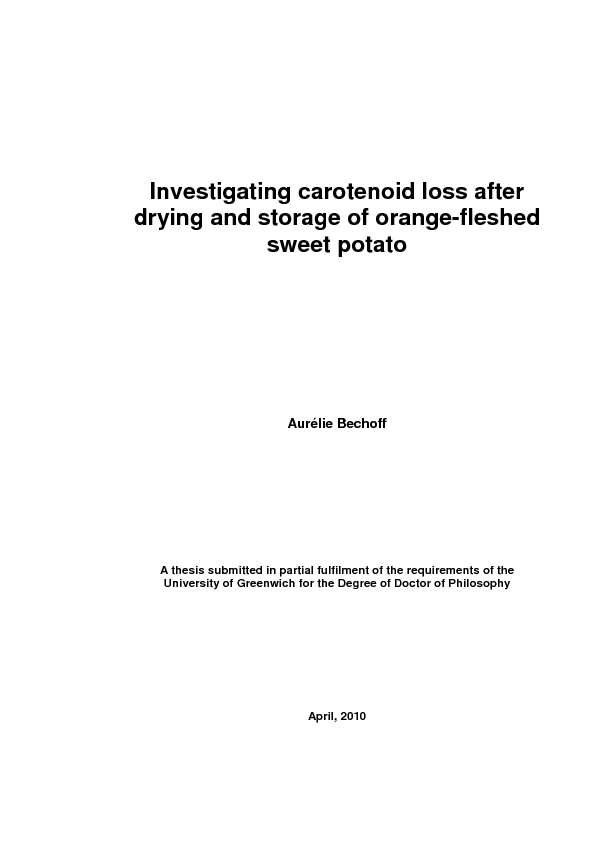 Investigating carotenoid loss after
drying and storage of orange-fleshed
sweet potato
Aurélie Bechoff
A thesis submitted in partial fulfilment of the requirements of the
University of Greenwich for the Degree of Doctor of Philosophy
April, 2010